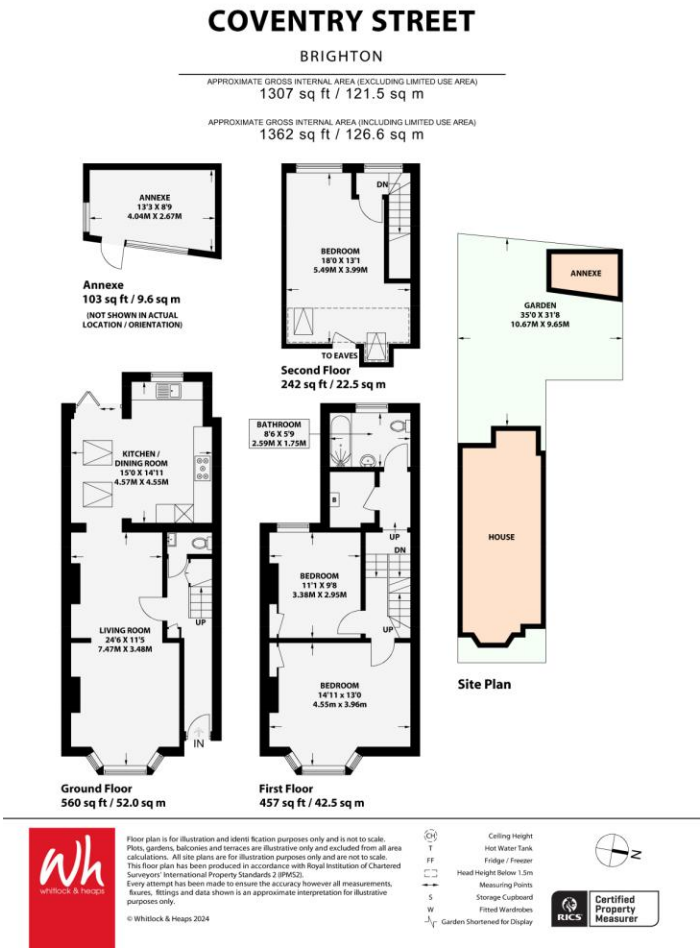 COVENTRY STREET
BRIGHTON
APPROXIMATE GROSS INTERNAL AREA (EXCLUDING LIMITED USE AREA)
1307 sq ft / 121.5 sq m
APPROXIMATE GROSS INTERNAL AREA (INCLUDING LIMITED USE AREA)
1362 sq ft / 126.6 sq m
ANNEXE
13'3 X 8'9
4.04M X 2.67M
Annexe
103 sq ft / 9.6 sq m
(NOT SHOWN IN ACTUAL
LOCATION / ORIENTATION)
DN
BEDROOM
18'0 X 13'1
5.49M X 3.99M
TO EAVES
Second Floor
242 sq ft / 22.5 sq m
ANNEXE
GARDEN
35'0 X 31'8
10.67M X 9.65M
HOUSE
Site Plan
KITCHEN /
DINING ROOM
15'0 X 14'11
4.57M X 4.55M
UP
LIVING ROOM
24'6 X 11'5
7.47M X 3.48M
IN
Ground Floor
560 sq ft / 52.0 sq m
BATHROOM
8'6 X 5'9
2.59M X 1.75M
B
UP
DN
BEDROOM
11'1 X 9'8
3.38M X 2.95M
UP
BEDROOM
14'11 x 13'0
4.55m x 3.96m
First Floor
457 sq ft / 42.5 sq m
Wh
whitlock & heaps
Floor plan is for illustration and identi fication purposes only and is not to scale.
Plots, gardens, balconies and terraces are illustrative only and excluded from all area
calculations. All site plans are for illustration purposes only and are not to scale.
This floor plan has been produced in accordance with Royal Institution of Chartered
Surveyors' International Property Standards 2 (IPMS2).
Every attempt has been made to ensure the accuracy however all measurements,
fixures, fittings and data shown is an approximate interpretation for illustrative
purposes only.
© Whitlock & Heaps 2024
CH Ceiling Height
T Hot Water Tank
FF Fridge / Freezer
Head Height Below 1.5m
Measuring Points
S Storage Cupboard
W Fitted Wardrobes
Garden Shortened for Display
N
RICS
Certified
Property
Measurer